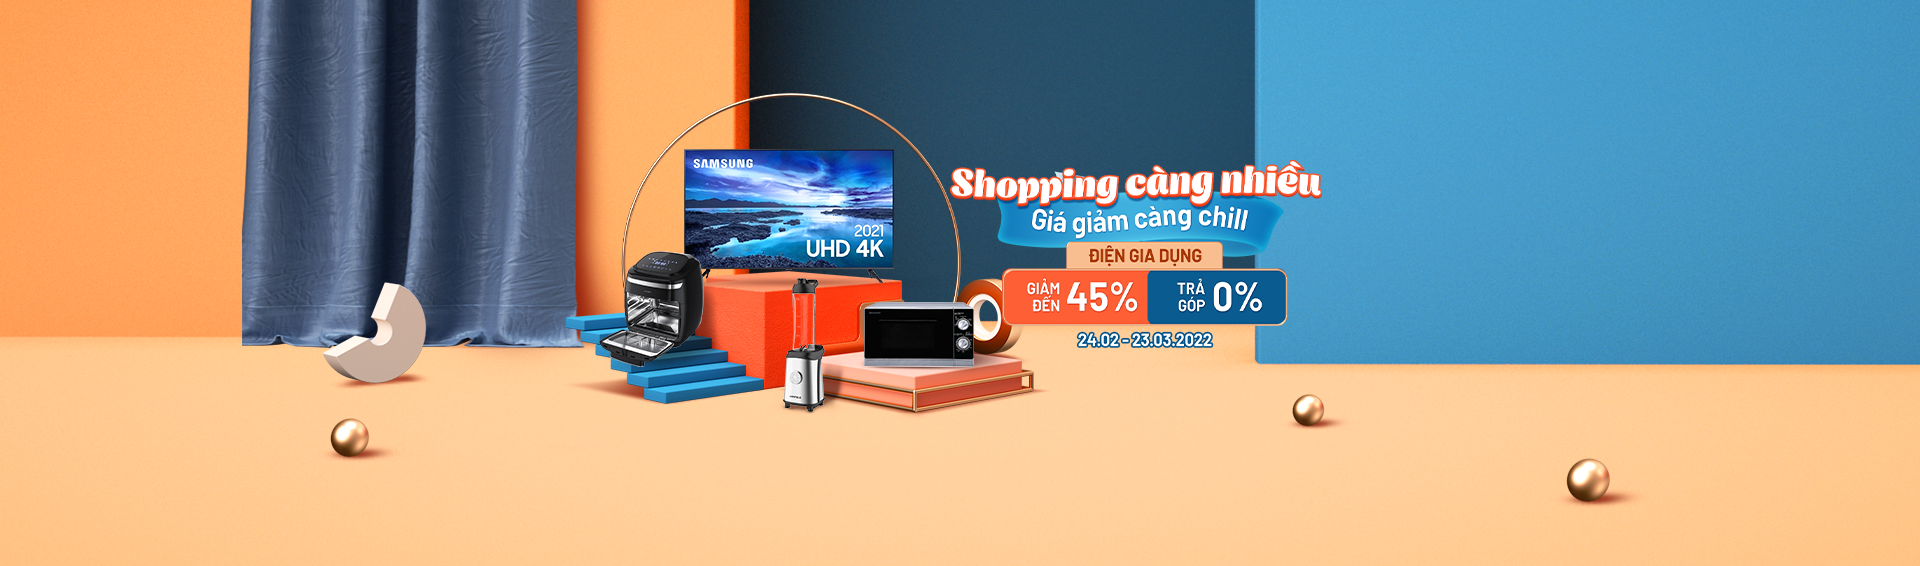 SAMSUNG
2021
UHD 4K
Shopping càng nhiều
Giá giảm càng chill
ĐIỆN GIA DỤNG
GIẢM ĐẾN 45%
TRẢ GÓP 0%
24.02 - 23.03.2022